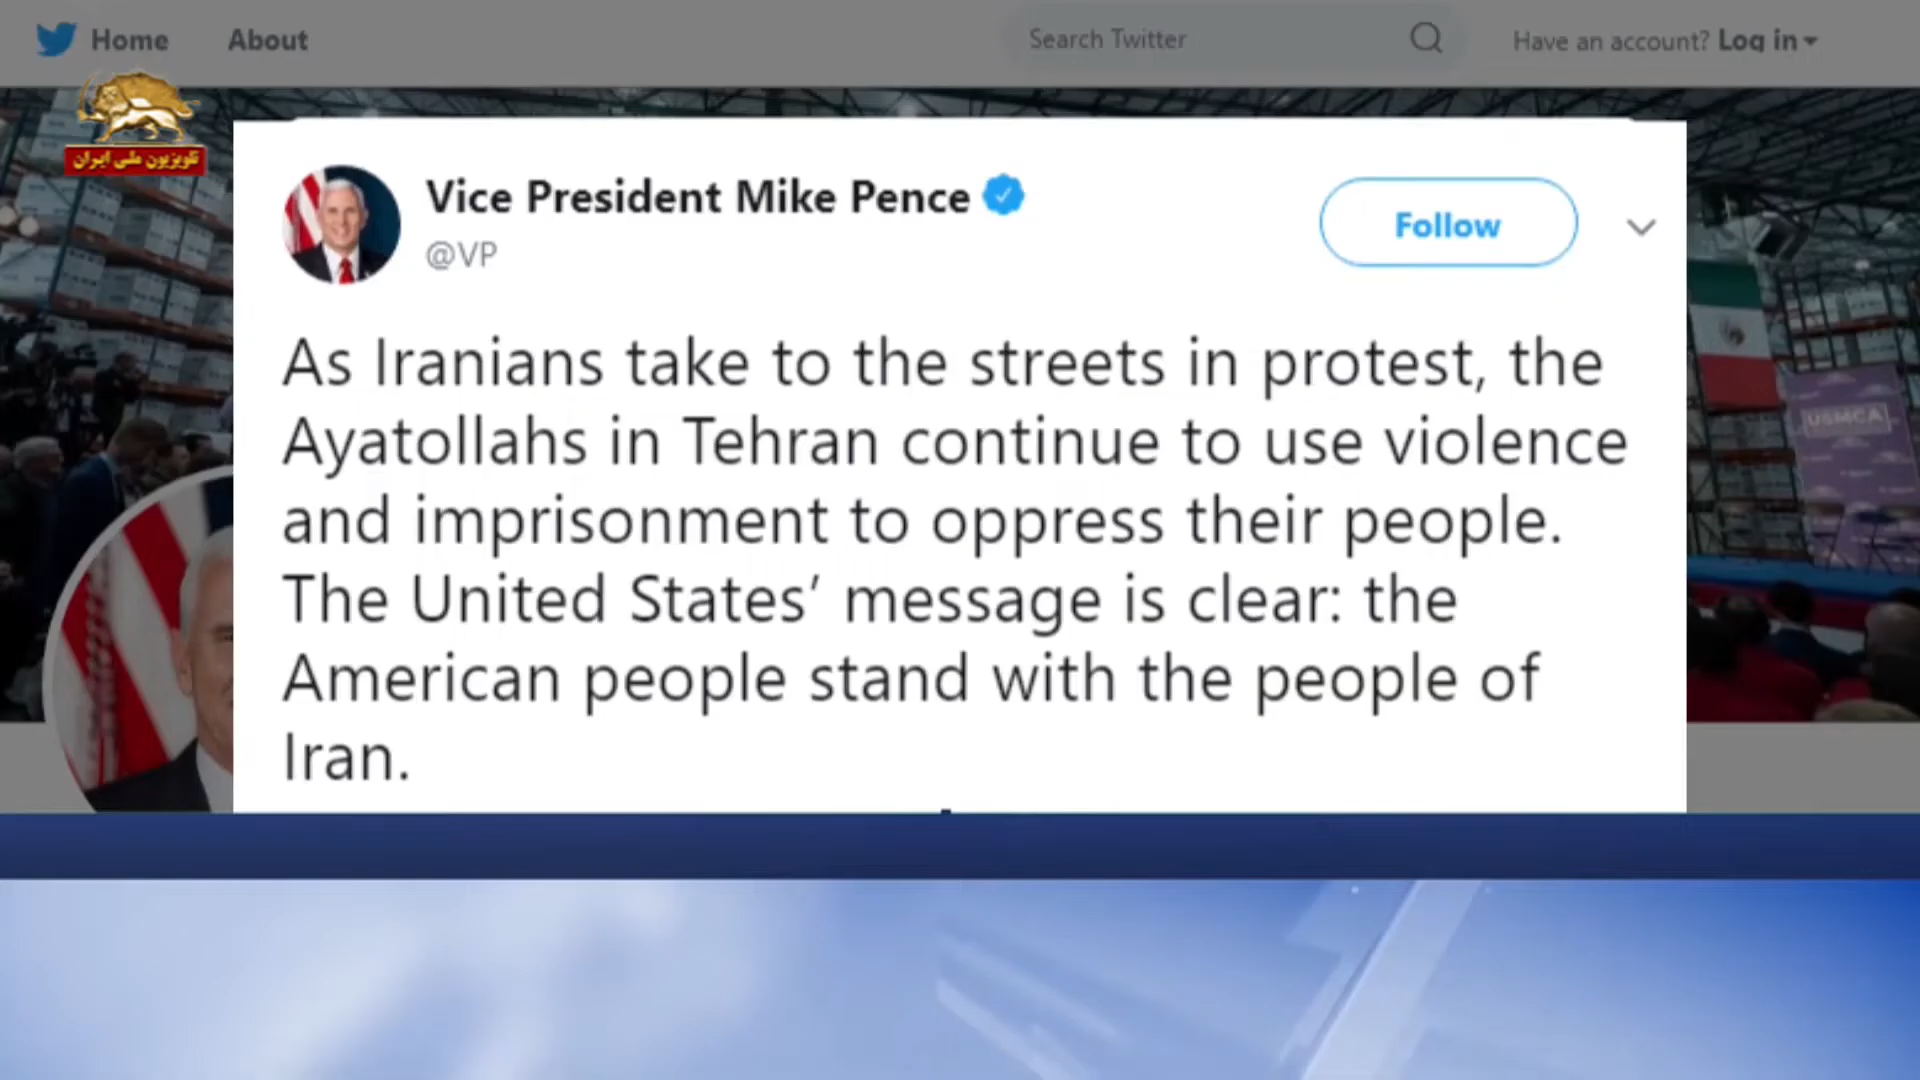 Home About Search Twitter Have an account? Log in
تلویزیون ملی ایران
Vice President Mike Pence
@VP
Follow
As Iranians take to the streets in protest, the
Ayatollahs in Tehran continue to use violence
and imprisonment to oppress their people.
The United States’ message is clear: the
American people stand with the people of
Iran.
USMCA